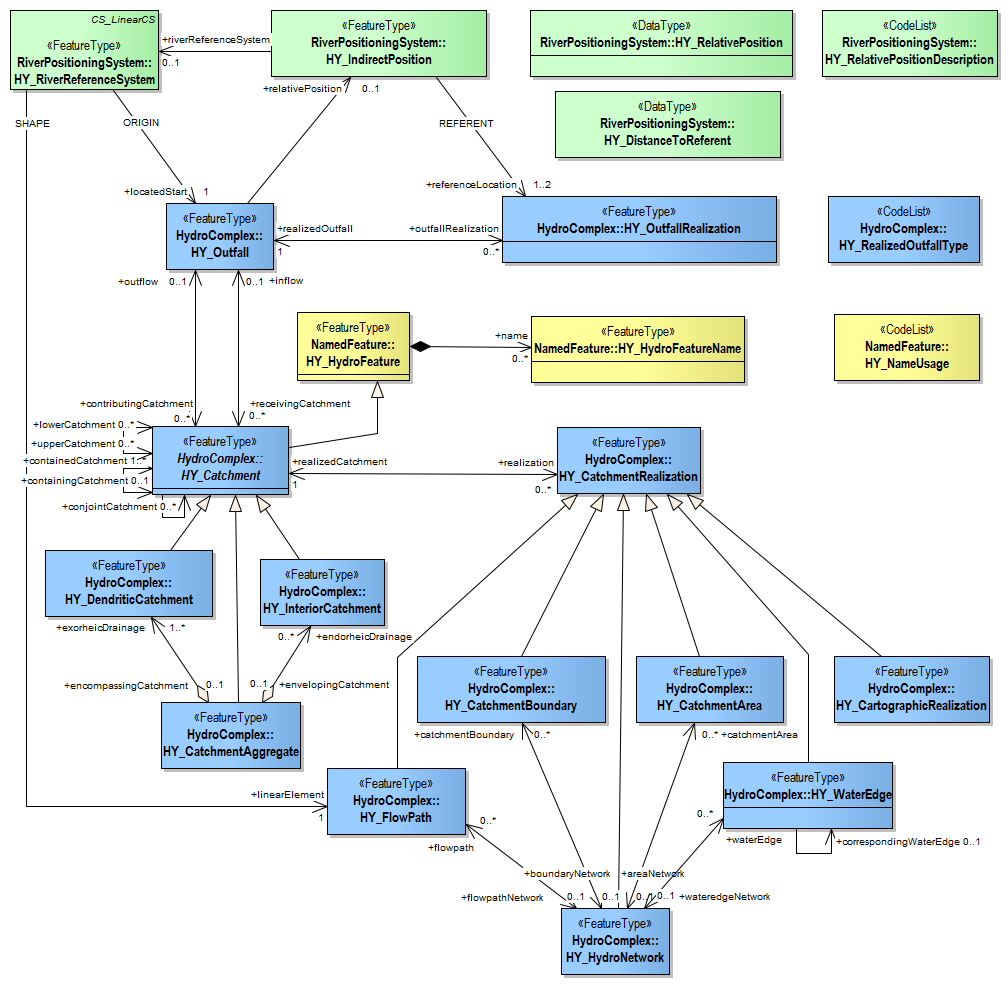 CS_LinearCS
«FeatureType»
RiverPositioningSystem::
HY_RiverReferenceSystem
+riverReferenceSystem
0..1
«FeatureType»
RiverPositioningSystem::
HY_IndirectPosition
«DataType»
RiverPositioningSystem::HY_RelativePosition
«CodeList»
RiverPositioningSystem::
HY_RelativePositionDescription
+relativePosition
0..1
«DataType»
RiverPositioningSystem::
HY_DistanceToReferent
SHAPE
ORIGIN
REFERENT
+locatedStart
1
+referenceLocation
1..2
«FeatureType»
HydroComplex::
HY_Outfall
+realizedOutfall
1
+outfallRealization
0..*
«FeatureType»
HydroComplex::HY_OutfallRealization
«CodeList»
HydroComplex::
HY_RealizedOutfallType
+outflow
0..1
0..1
+inflow
«FeatureType»
NamedFeature::
HY_HydroFeature
+name
0..*
«FeatureType»
NamedFeature::HY_HydroFeatureName
«CodeList»
NamedFeature::
HY_NameUsage
+contributingCatchment
0..*
+receivingCatchment
0..*
+lowerCatchment 0..*
+upperCatchment 0..*
+containedCatchment 1..*
+containingCatchment 0..1
+conjointCatchment 0..*
«FeatureType»
HydroComplex::
HY_Catchment
+realizedCatchment
1
+realization
0..*
«FeatureType»
HydroComplex::
HY_CatchmentRealization
«FeatureType»
HydroComplex::
HY_DendriticCatchment
«FeatureType»
HydroComplex::
HY_InteriorCatchment
+exorheicDrainage
1..*
0..*
+endorheicDrainage
+encompassingCatchment
0..1
0..1
+envelopingCatchment
«FeatureType»
HydroComplex::
HY_CatchmentAggregate
«FeatureType»
HydroComplex::
HY_CatchmentBoundary
«FeatureType»
HydroComplex::
HY_CatchmentArea
«FeatureType»
HydroComplex::
HY_CartographicRealization
+catchmentBoundary
0..*
0..* +catchmentArea
+linearElement
1
«FeatureType»
HydroComplex::
HY_FlowPath
«FeatureType»
HydroComplex::HY_WaterEdge
0..*
+flowpath
0..*
+waterEdge
+correspondingWaterEdge 0..1
+boundaryNetwork
+areaNetwork
+flowpathNetwork
0..1
0..1
0..1
0..1
+wateredgeNetwork
«FeatureType»
HydroComplex::
HY_HydroNetwork